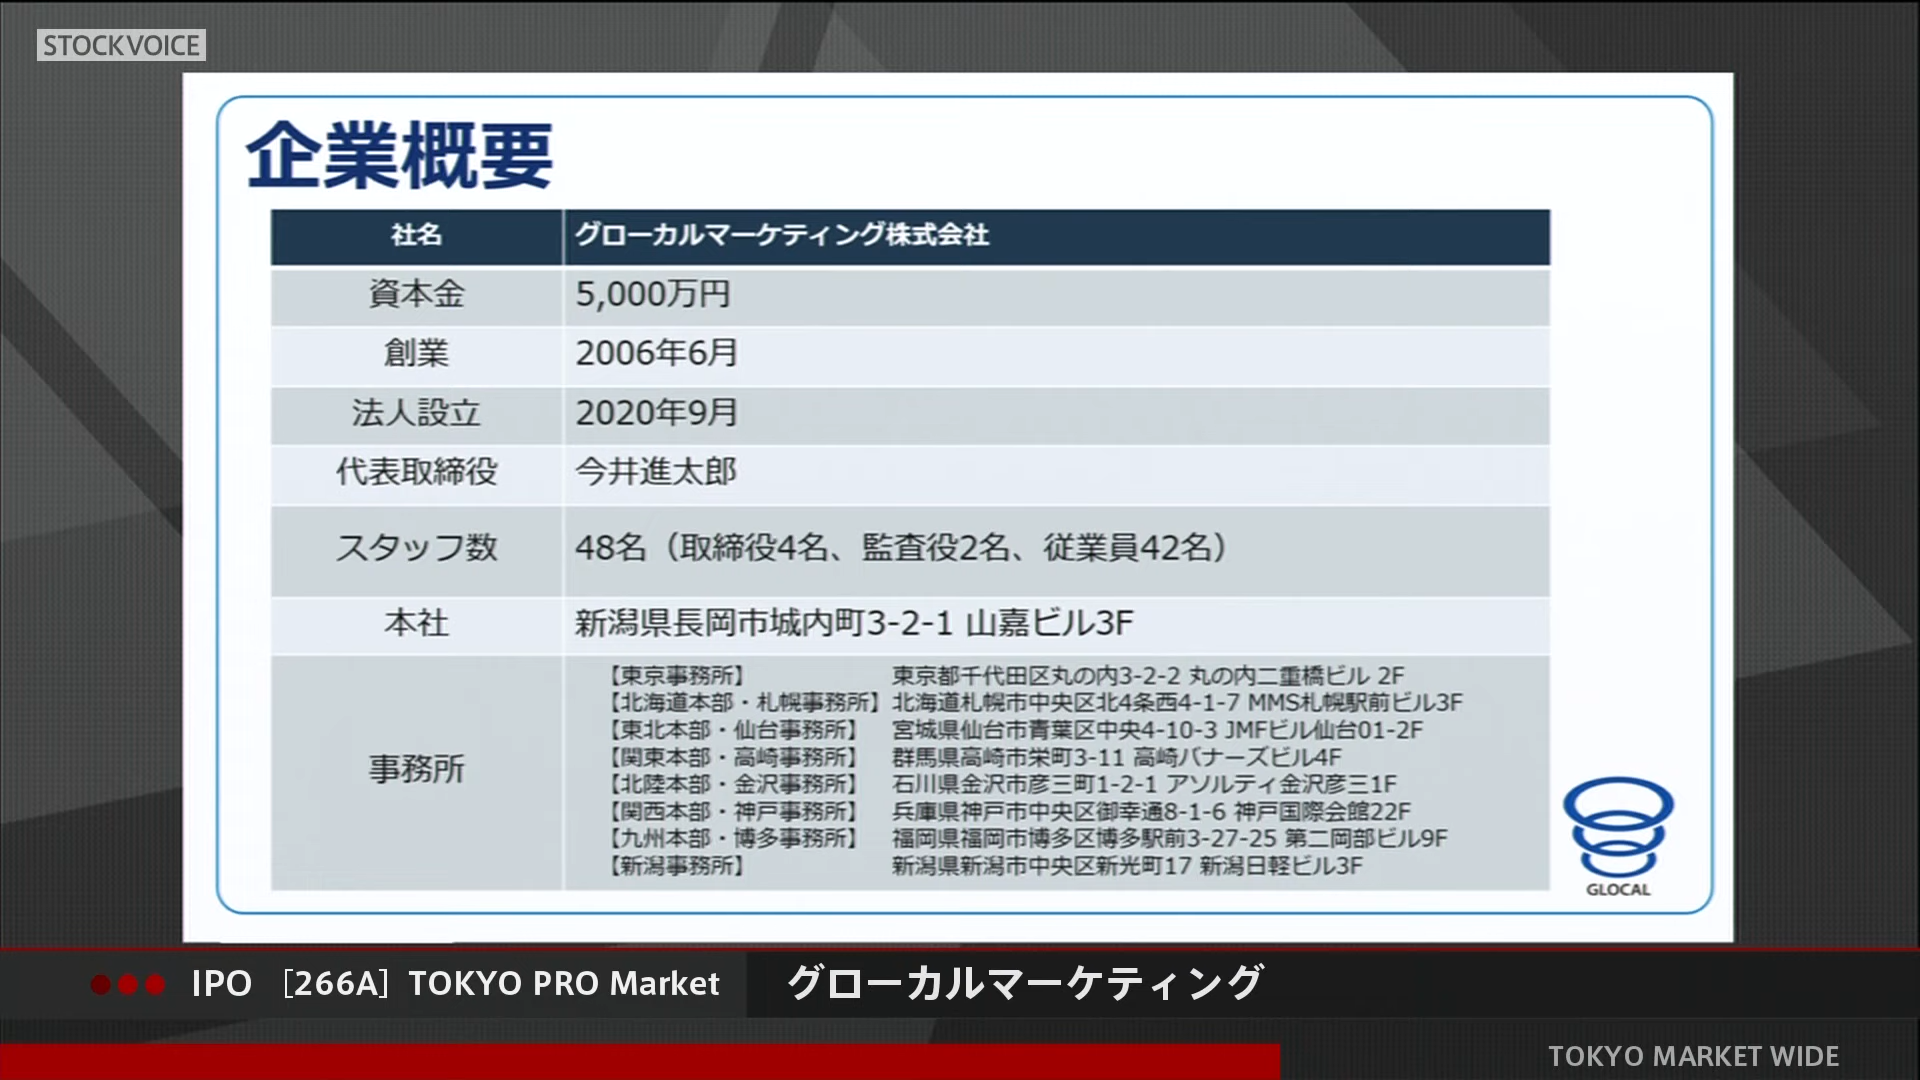 STOCKVOICE
企業概要
社名 グローカルマーケティング株式会社
資本金 5,000万円
創業 2006年6月
法人設立 2020年9月
代表取締役 今井進太郎
スタッフ数 48名（取締役4名、監査役2名、従業員42名）
本社 新潟県長岡市城内町3-2-1 山嘉ビル3F
事務所
【東京事務所】 東京都千代田区丸の内3-2-2 丸の内二重橋ビル 2F
【北海道本部・札幌事務所】 北海道札幌市中央区北4条西4-1-7 MMS札幌駅前ビル3F
【東北本部・仙台事務所】 宮城県仙台市青葉区中央4-10-3 JMFビル仙台01-2F
【関東本部・高崎事務所】 群馬県高崎市栄町3-11 高崎バナーズビル4F
【北陸本部・金沢事務所】 石川県金沢市彦三町1-2-1 アソルティ金沢彦三1F
【関西本部・神戸事務所】 兵庫県神戸市中央区御幸通8-1-6 神戸国際会館22F
【九州本部・博多事務所】 福岡県福岡市博多区博多駅前3-27-25 第二岡部ビル9F
【新潟事務所】 新潟県新潟市中央区新光町17 新潟日軽ビル3F
GLOCAL
IPO ［266A］TOKYO PRO Market グローカルマーケティング
TOKYO MARKET WIDE